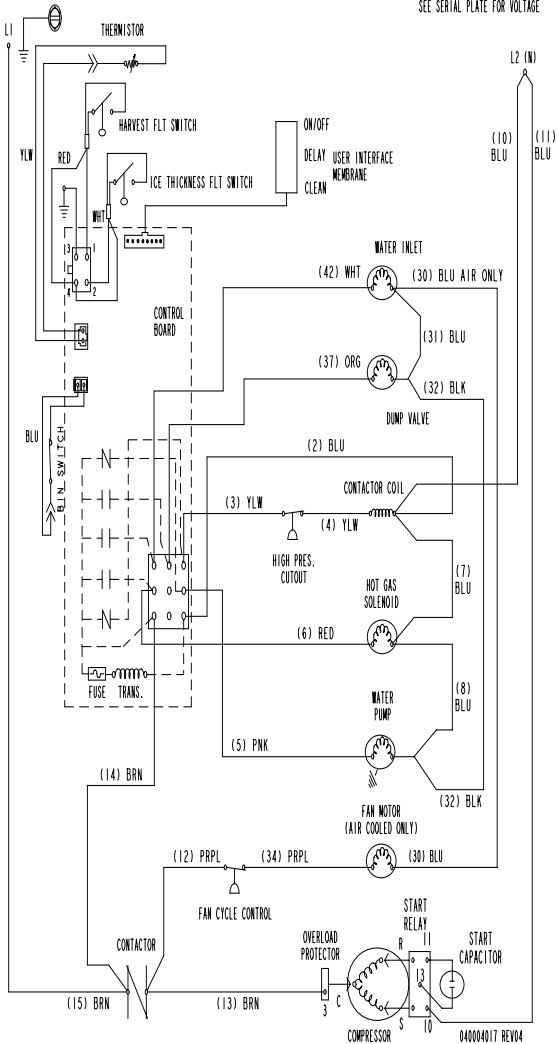 SEE SERIAL PLATE FOR VOLTAGE
L1
THERMISTOR
L2 (N)
HARVEST FLT SWITCH
ON/OFF
(10)
BLU
(11)
BLU
YLW
RED
DELAY
USER INTERFACE
MEMBRANE
ICE THICKNESS FLT SWITCH
CLEAN
WHT
3
1
4
2
WATER INLET
(42) WHT
(30) BLU AIR ONLY
CONTROL
BOARD
(31) BLU
(37) ORG
(32) BLK
DUMP VALVE
BLU
BIN SWITCH
(2) BLU
CONTACTOR COIL
(3) YLW
(4) YLW
HIGH PRES.
CUTOUT
(7)
BLU
HOT GAS
SOLENOID
(6) RED
FUSE
TRANS.
WATER
PUMP
(8)
BLU
(5) PNK
(14) BRN
(32) BLK
FAN MOTOR
(AIR COOLED ONLY)
(12) PRPL
(34) PRPL
(30) BLU
FAN CYCLE CONTROL
START
RELAY
CONTACTOR
OVERLOAD
PROTECTOR
R
11
START
CAPACITOR
13
(15) BRN
(13) BRN
3
C
S
10
COMPRESSOR
040004017 REV04